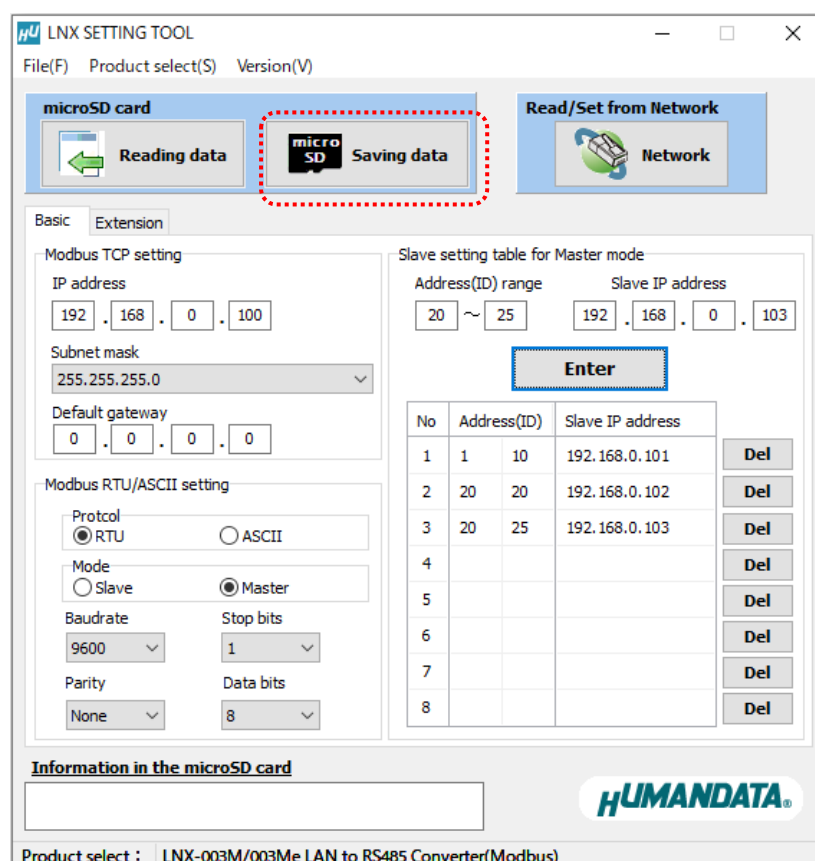 HU LNX SETTING TOOL
File(F) Product select(S) Version(V)
microSD card
Reading data
micro
SD
Saving data
Read/Set from Network
Network
Basic Extension
Modbus TCP setting
IP address
192 . 168 . 0 . 100
Subnet mask
255.255.255.0
Default gateway
0 . 0 . 0 . 0
Modbus RTU/ASCII setting
Protcol
RTU ASCII
Mode
Slave Master
Baudrate Stop bits
9600 1
Parity Data bits
None 8
Slave setting table for Master mode
Address(ID) range Slave IP address
20 ~ 25 192 . 168 . 0 . 103
Enter
No Address(ID) Slave IP address
1 1 10 192.168.0.101 Del
2 20 20 192.168.0.102 Del
3 20 25 192.168.0.103 Del
4 Del
5 Del
6 Del
7 Del
8 Del
Information in the microSD card
HUMANDATA®
Product select : LNX-003M/003Me LAN to RS485 Converter(Modbus)